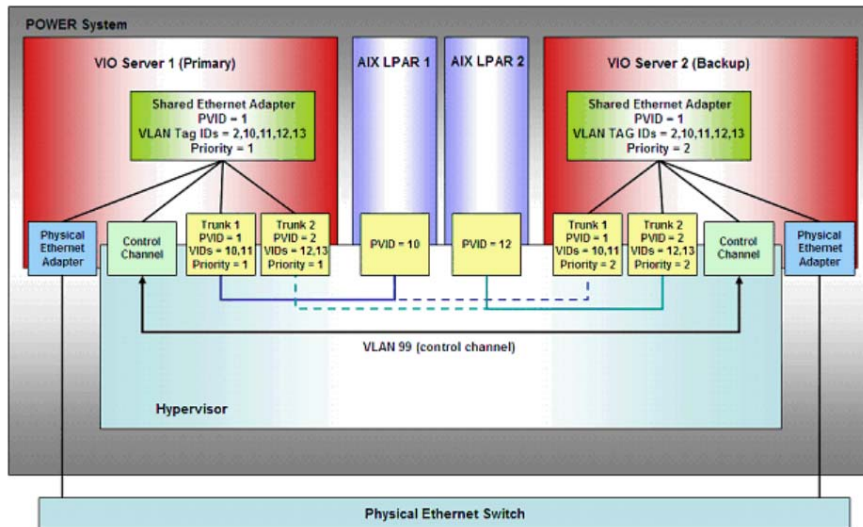 POWER System
VIO Server 1 (Primary)
AIX LPAR 1
AIX LPAR 2
VIO Server 2 (Backup)
Shared Ethernet Adapter
PVID = 1
VLAN Tag IDs = 2,10,11,12,13
Priority = 1
Shared Ethernet Adapter
PVID = 1
VLAN TAG IDs = 2,10,11,12,13
Priority = 2
Physical
Ethernet
Adapter
Control
Channel
Trunk 1
PVID = 1
VIDs = 10,11
Priority = 1
Trunk 2
PVID = 2
VIDs = 12,13
Priority = 1
PVID = 10
PVID = 12
Trunk 1
PVID = 1
VIDs = 10,11
Priority = 2
Trunk 2
PVID = 2
VIDs = 12,13
Priority = 2
Control
Channel
Physical
Ethernet
Adapter
VLAN 99 (control channel)
Hypervisor
Physical Ethernet Switch